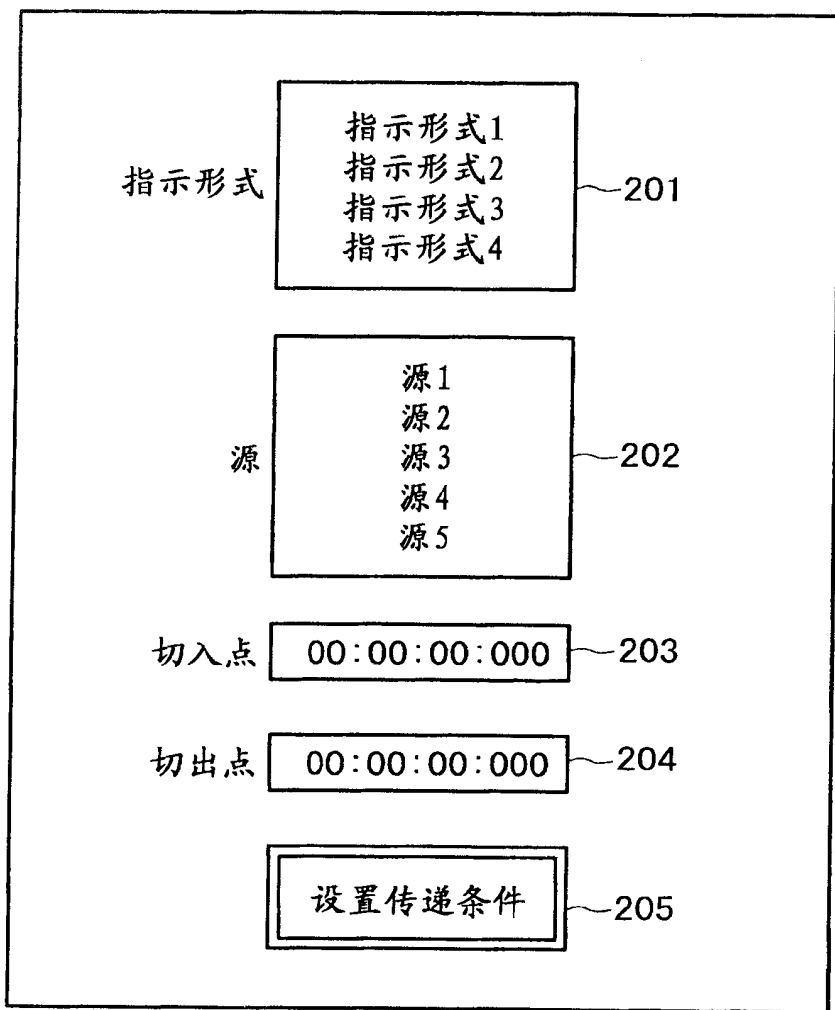 指示形式1
指示形式2
指示形式 指示形式3 201
指示形式4
源1
源2
源 源3 202
源4
源5
切入点 00:00:00:000 203
切出点 00:00:00:000 204
设置传递条件 205